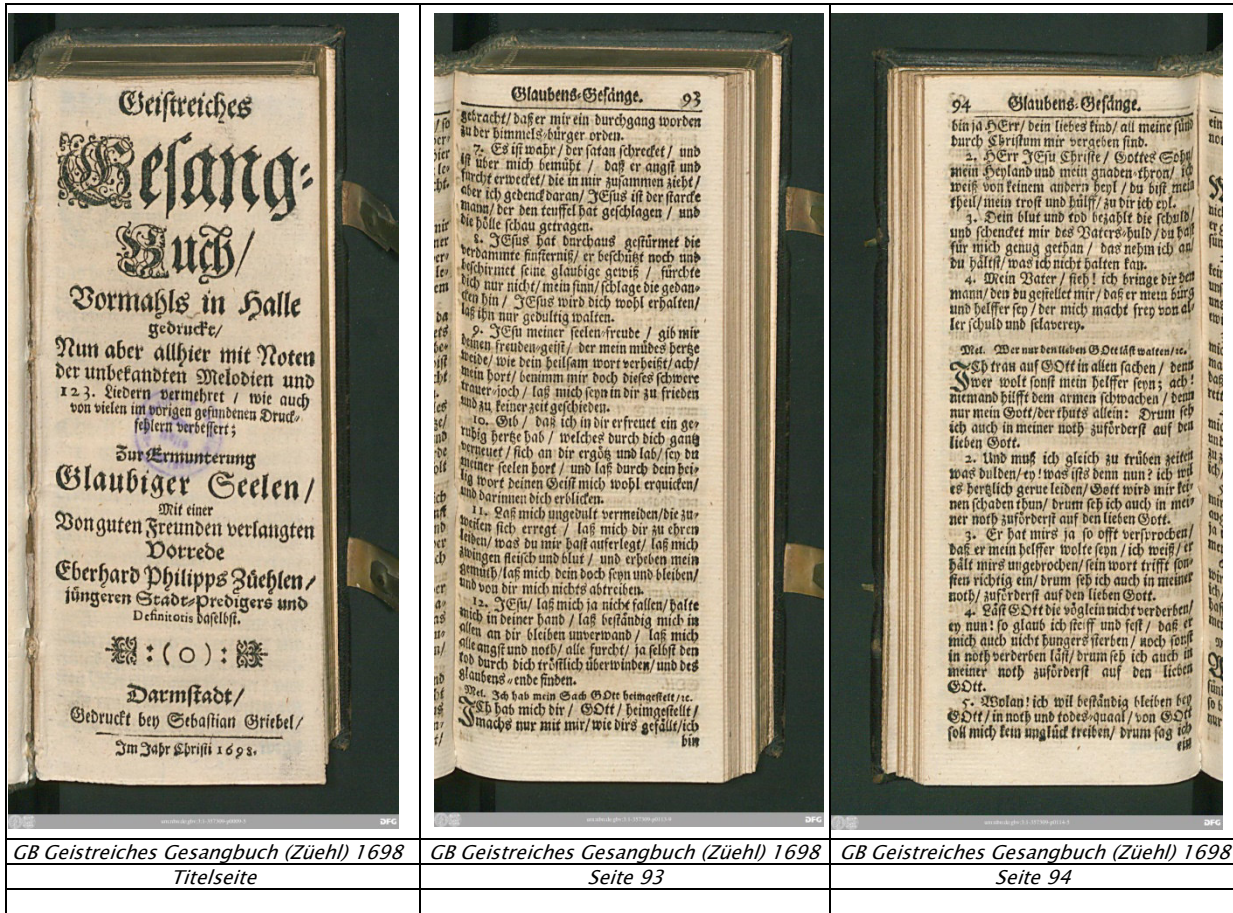 Geistreiches
Gesang-
Buch/
Vormahls in Halle
gedruckt/
Nun aber allhier mit Noten
der unbekandten Melodien und
123. Liedern vermehret / wie auch
von vielen im vorigen gefundenen Druck-
fehlern verbessert;
Zur Ermunterung
Glaubiger Seelen/
Mit einer
Von guten Freunden verlangten
Vorrede
Eberhard Philipps Züehlen/
jüngeren Stadt-Predigers und
Definitoris daselbst.
:(o):
Darmstadt/
Gedruckt bey Sebastian Griebel/
Im Jahr Christi 1698.
Glaubens-Gesänge. 93
gebracht/ daß er mir ein durchgang worden
zu der himmels-bürger orden.
7. Es ist wahr/ der satan schrecket/ und
ist über mich bemüht / daß er angst und
furcht erwecket/ die in mir zusammen zieht/
aber ich gedenck daran/ JEsus ist der starcke
mann/ der den teuffel hat geschlagen / und
die hölle schau getragen.
8. JEsus hat durchaus gestürmet die
verdammte finsterniß/ er beschützt noch und
beschirmet seine glaubige gewiß / fürchte
dich nur nicht/ mein sinn/ schlage die gedan-
cken hin / JEsus wird dich wohl erhalten/
laß ihn nur gedultig walten.
9. JEsu meiner seelen-freude / gib mir
deinen freuden-geist/ der mein müdes hertze
weide/ wie dein heilsam wort verheißt/ ach/
mein hort/ benimm mir doch dieses schwere
trauer-joch/ laß mich seyn in dir zu frieden
und zu keiner zeit geschieden.
10. Gib / daß ich in dir erfreuet ein ge-
ruhig hertze hab / welches durch dich gantz
verneuet/ sich an dir ergötz und lab/ sey du
meiner seelen hort / und laß durch dein hei-
lig wort deinen Geist mich wohl erquicken/
und darinnen dich erblicken.
11. Laß mich ungedult vermeiden/die zu-
weilen sich erregt / laß mich dir zu ehren
leiden/ was du mir hast auferlegt/ laß mich
zwingen fleisch und blut / und erheben mein
gemüth/laß mich dein doch seyn und bleiben/
und von dir mich nichts abtreiben.
12. JEsu/ laß mich ja nicht fallen/ halte
mich in deiner hand / laß beständig mich in
allen an dir bleiben unverwand / laß mich
alle angst und noth/ alle furcht/ ja selbst den
tod durch dich tröstlich überwinden/ und des
glaubens-ende finden.
Mel. Ich hab mein Sach GOtt heimgestellt/ ꝛc.
Ich hab mich dir / GOtt / heimgestellt /
machs nur mit mir/ wie dirs gefällt/ich
bin
94 Glaubens-Gesänge.
bin ja HErr/ dein liebes kind/ all meine sünd
durch Christum mir vergeben sind.
2. HErr JEsu Christe / Gottes Sohn
mein Heyland und mein gnaden-thron/ ich
weiß von keinem andern heyl / du bist mein
theil/ mein trost und hülff/ zu dir ich eyl.
3. Dein blut und tod bezahlt die schuld/
und schencket mir des Vaters-huld/ du hast
für mich genug gethan / das nehm ich an/
du hältst/ was ich nicht halten kan.
4. Mein Vater / sieh! ich bringe dir den
mann/ den du gestellet mir/ daß er mein bürg
und helffer sey / der mich macht frey von al-
ler schuld und sclaverey.
Mel. Wer nur den lieben GOtt läst walten/ ꝛc.
Ich trau auf GOtt in allen sachen / denn
wer wolt sonst mein helffer seyn; ach!
niemand hilfft dem armen schwachen / denn
nur mein Gott/der thuts allein: Drum seh
ich auch in meiner noth zuförderst auf den
lieben Gott.
2. Und muß ich gleich zu trüben zeiten
was dulden/ ey! was ists denn nun? ich wil
es hertzlich gerne leiden/ Gott wird mir kei-
nen schaden thun/ drum seh ich auch in mei-
ner noth zuförderst auf den lieben Gott.
3. Er hat mirs ja so offt versprochen/
daß er mein helffer wolte seyn / ich weiß/ er
hält mirs ungebrochen/ sein wort trifft son-
sten richtig ein/ drum seh ich auch in meiner
noth/ zuförderst auf den lieben Gott.
4. Läst GOtt die vöglein nicht verderben/
ey nun! so glaub ich steiff und fest / daß er
mich auch nicht hungers sterben / noch sonst
in noth verderben läst/ drum seh ich auch in
meiner noth zuförderst auf den lieben
GOtt.
5. Wolan! ich wil beständig bleiben bey
GOtt/ in noth und todes-quaal / von GOtt
soll mich kein unglück treiben/ drum sag ich
ein
DFG
DFG
DFG
GB Geistreiches Gesangbuch (Züehl) 1698
GB Geistreiches Gesangbuch (Züehl) 1698
GB Geistreiches Gesangbuch (Züehl) 1698
Titelseite
Seite 93
Seite 94